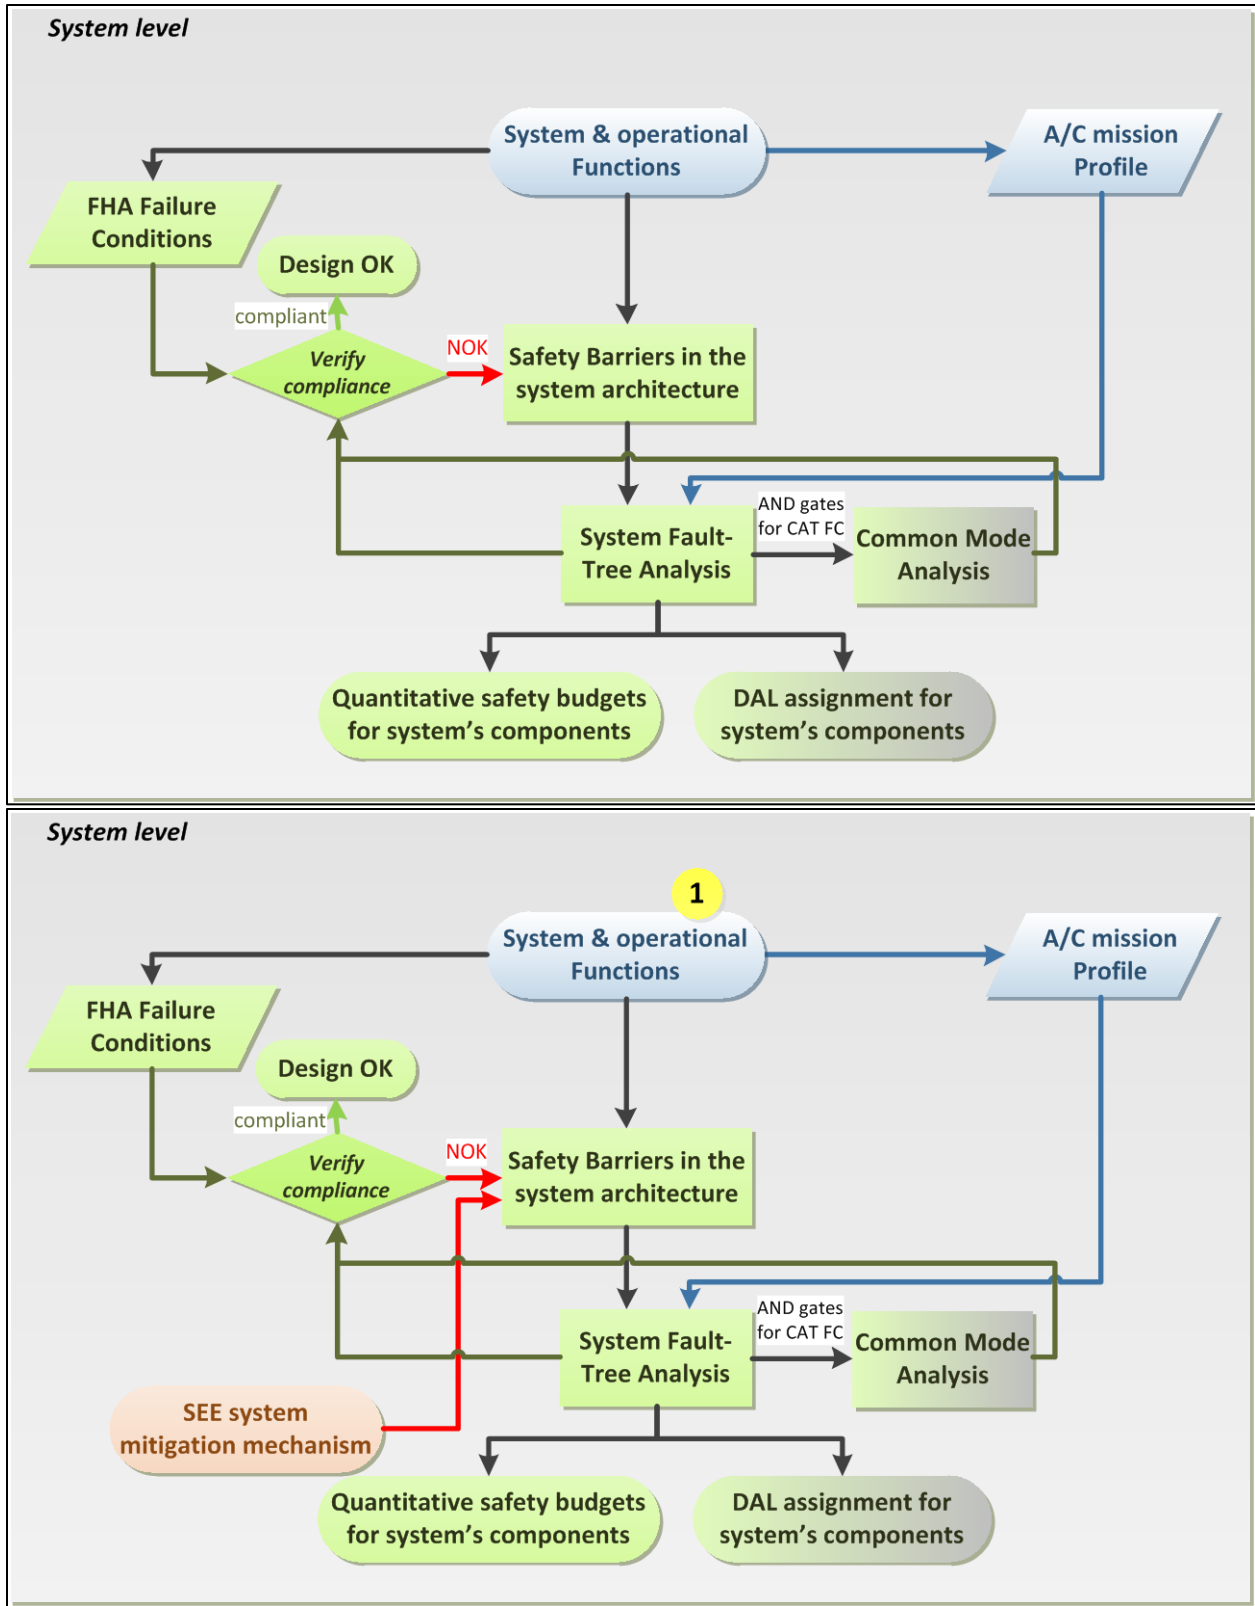 System level
System & operational
Functions
A/C mission
Profile
FHA Failure
Conditions
Design OK
compliant
Verify
compliance
NOK
Safety Barriers in the
system architecture
AND gates
for CAT FC
System Fault-
Tree Analysis
Common Mode
Analysis
Quantitative safety budgets
for system’s components
DAL assignment for
system’s components
System level
1
System & operational
Functions
A/C mission
Profile
FHA Failure
Conditions
Design OK
compliant
Verify
compliance
NOK
Safety Barriers in the
system architecture
AND gates
for CAT FC
System Fault-
Tree Analysis
Common Mode
Analysis
SEE system
mitigation mechanism
Quantitative safety budgets
for system’s components
DAL assignment for
system’s components